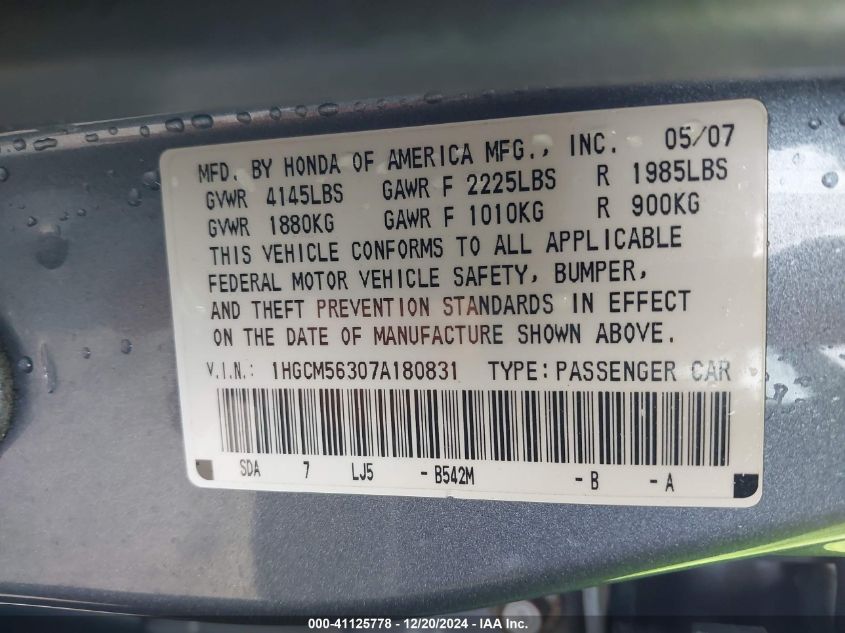 MFD. BY HONDA OF AMERICA MFG., INC. 05/07
GVWR 4145LBS GAWR F 2225LBS R 1985LBS
GVWR 1880KG GAWR F 1010KG R 900KG
THIS VEHICLE CONFORMS TO ALL APPLICABLE
FEDERAL MOTOR VEHICLE SAFETY, BUMPER,
AND THEFT PREVENTION STANDARDS IN EFFECT
ON THE DATE OF MANUFACTURE SHOWN ABOVE.
V.I.N.: 1HGCM56307A180831 TYPE: PASSENGER CAR
SDA 7 LJ5 - B542M - B - A
000-41125778 - 12/20/2024 - IAA Inc.